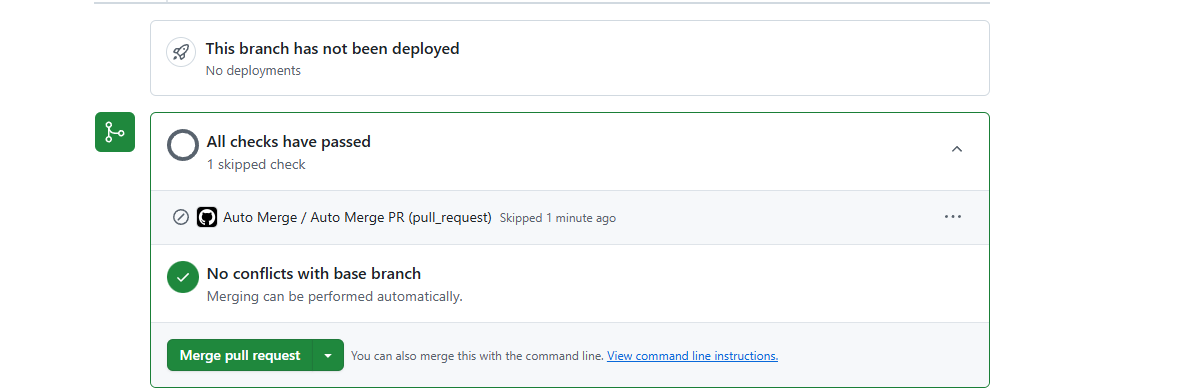 This branch has not been deployed
No deployments
All checks have passed
1 skipped check
Auto Merge / Auto Merge PR (pull_request) Skipped 1 minute ago
No conflicts with base branch
Merging can be performed automatically.
Merge pull request You can also merge this with the command line. View command line instructions.